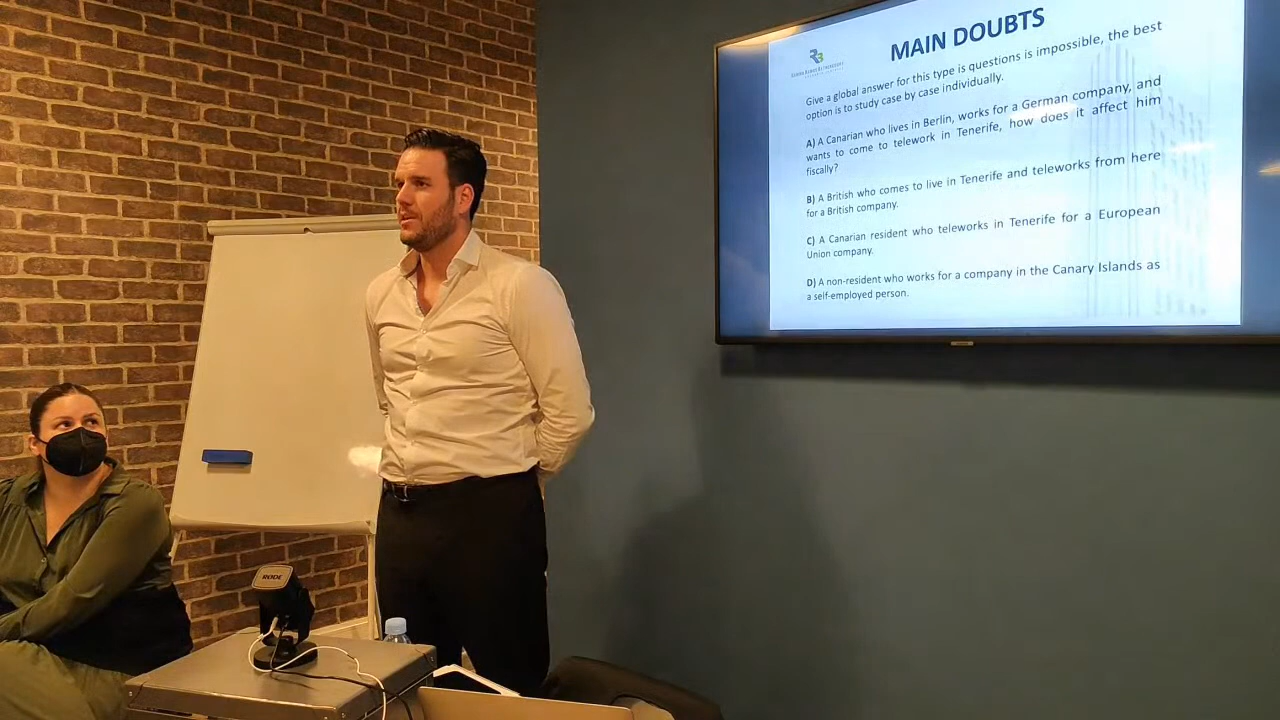 MAIN DOUBTS
RB
Give a global answer for this type is questions is impossible, the best
option is to study case by case individually.
A) A Canarian who lives in Berlin, works for a German company, and
wants to come to telework in Tenerife, how does it affect him
fiscally?
B) A British who comes to live in Tenerife and teleworks from here
for a British company.
C) A Canarian resident who teleworks in Tenerife for a European
Union company.
D) A non-resident who works for a company in the Canary Islands as
a self-employed person.
RØDE